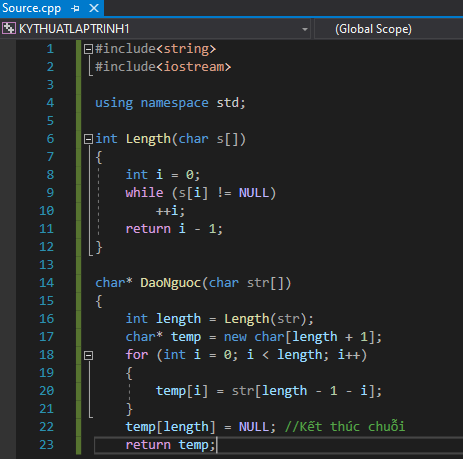 Source.cpp
KYTHUATLAPTRINH1 (Global Scope)
1 #include<string>
2 #include<iostream>
3
4 using namespace std;
5
6 int Length(char s[])
7 {
8 int i = 0;
9 while (s[i] != NULL)
10 ++i;
11 return i - 1;
12 }
13
14 char* DaoNguoc(char str[])
15 {
16 int length = Length(str);
17 char* temp = new char[length + 1];
18 for (int i = 0; i < length; i++)
19 {
20 temp[i] = str[length - 1 - i];
21 }
22 temp[length] = NULL; //Kết thúc chuỗi
23 return temp;